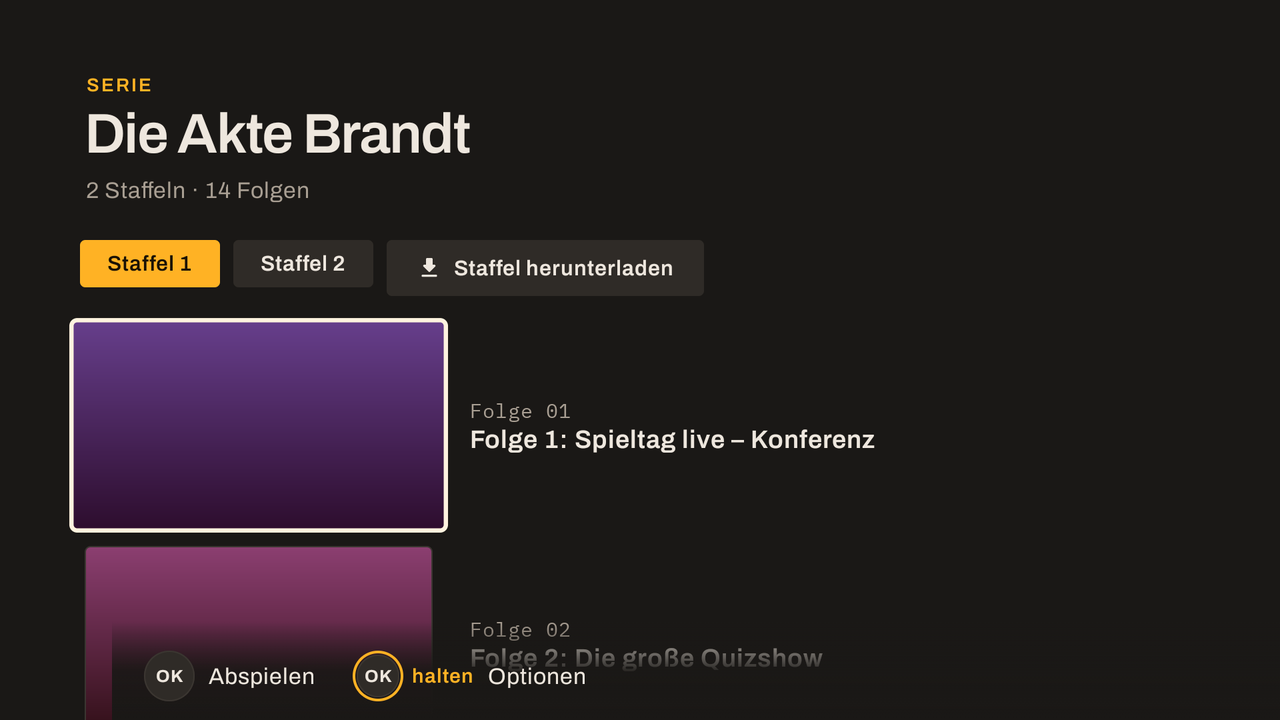 SERIE
Die Akte Brandt
2 Staffeln · 14 Folgen
Staffel 1
Staffel 2
Staffel herunterladen
Folge 01
Folge 1: Spieltag live – Konferenz
Folge 02
Folge 2: Die große Quizshow
OK Abspielen
OK halten Optionen